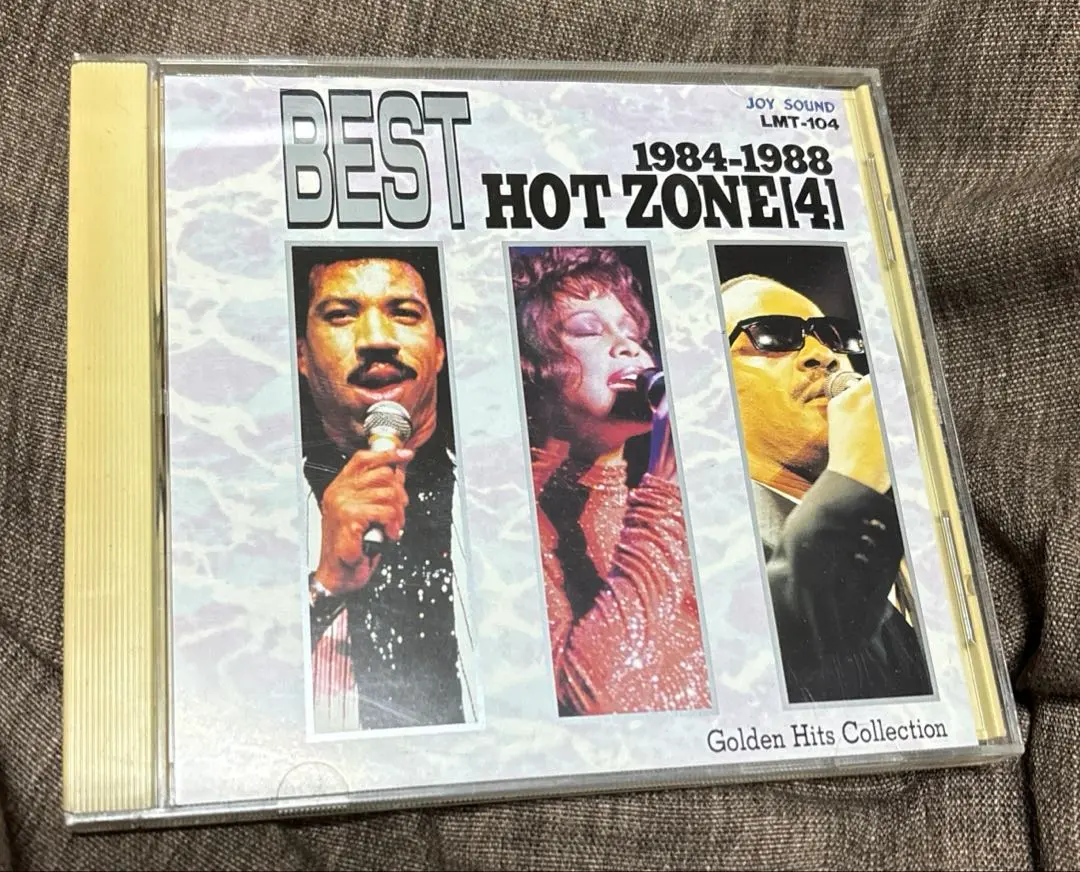 JOY SOUND
LMT-104
BEST
1984-1988
HOT ZONE[4]
Golden Hits Collection